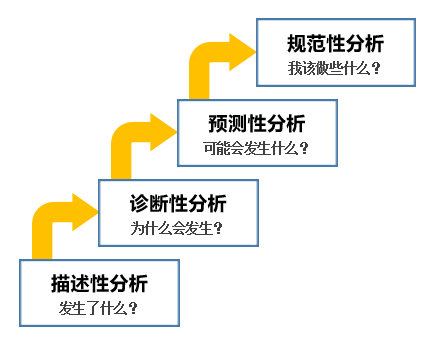 规范性分析
我该做些什么？
预测性分析
可能会发生什么？
诊断性分析
为什么会发生？
描述性分析
发生了什么？